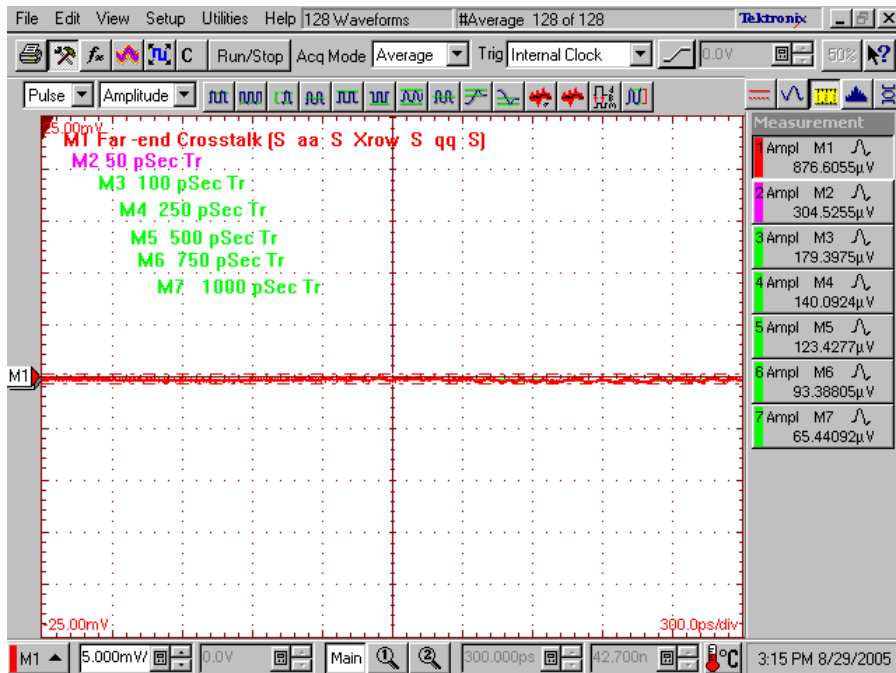 File Edit View Setup Utilities Help 128 Waveforms #Average 128 of 128 Tektronix
C Run/Stop Acq Mode Average Trig Internal Clock 0.0V 50%
Pulse Amplitude
25.00mV
M1 Far-end Crosstalk (S aa S Xrow S qq S)
M2 50 pSec Tr
M3 100 pSec Tr
M4 250 pSec Tr
M5 500 pSec Tr
M6 750 pSec Tr
M7 1000 pSec Tr
M1
-25.00mV 300.0ps/div
Measurement
1 Ampl M1
876.6055µV
2 Ampl M2
304.5255µV
3 Ampl M3
179.3975µV
4 Ampl M4
140.0924µV
5 Ampl M5
123.4277µV
6 Ampl M6
93.38805µV
7 Ampl M7
65.44092µV
M1 5.000mV/ 0.0V Main 1 2 300.000ps 42.700n °C 3:15 PM 8/29/2005